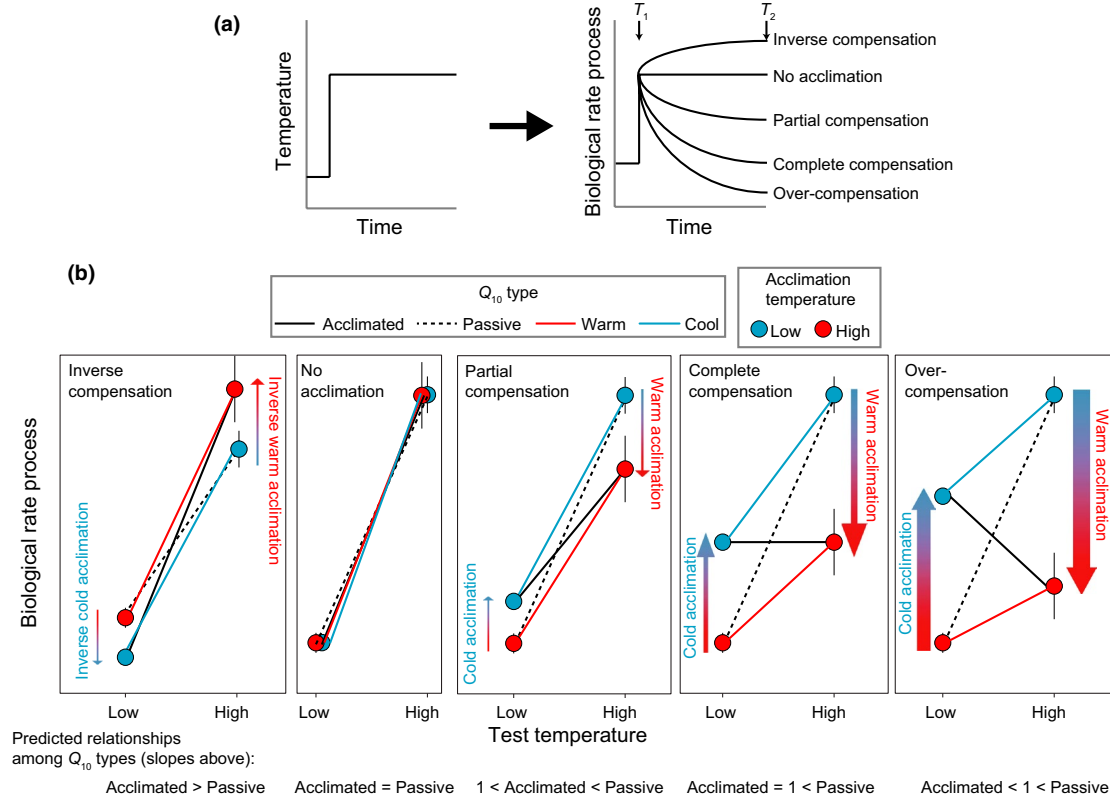 (a)
Temperature
Time
Biological rate process
Time
T1
T2
Inverse compensation
No acclimation
Partial compensation
Complete compensation
Over-compensation
(b)
Q10 type
Acclimated
Passive
Warm
Cool
Acclimation
temperature
Low
High
Biological rate process
Inverse
compensation
Inverse cold acclimation
Inverse warm acclimation
Low
High
No
acclimation
Low
High
Partial
compensation
Cold acclimation
Warm acclimation
Low
High
Complete
compensation
Cold acclimation
Warm acclimation
Low
High
Over-
compensation
Cold acclimation
Warm acclimation
Low
High
Test temperature
Predicted relationships
among Q10 types (slopes above):
Acclimated > Passive
Acclimated = Passive
1 < Acclimated < Passive
Acclimated = 1 < Passive
Acclimated < 1 < Passive